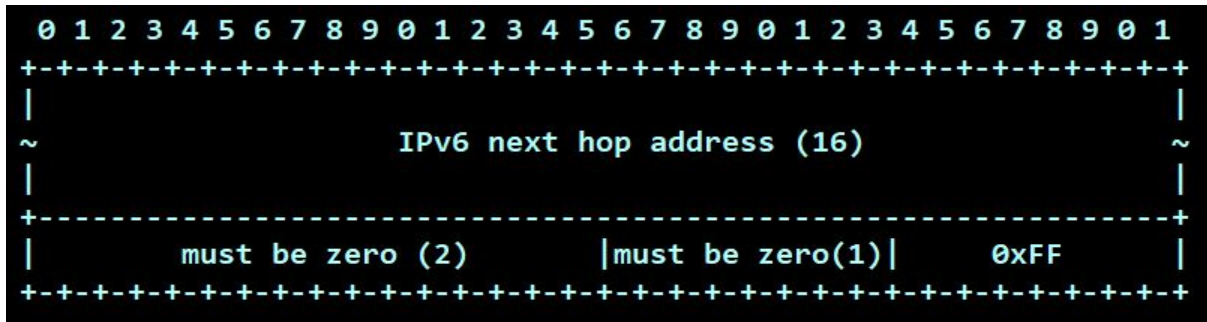 0 1 2 3 4 5 6 7 8 9 0 1 2 3 4 5 6 7 8 9 0 1 2 3 4 5 6 7 8 9 0 1
+-+-+-+-+-+-+-+-+-+-+-+-+-+-+-+-+-+-+-+-+-+-+-+-+-+-+-+-+-+-+-+-+
|                                                               |
~                    IPv6 next hop address (16)                 ~
|                                                               |
+---------------------------------------------------------------+
|        must be zero (2)       |must be zero(1)|     0xFF      |
+-+-+-+-+-+-+-+-+-+-+-+-+-+-+-+-+-+-+-+-+-+-+-+-+-+-+-+-+-+-+-+-+